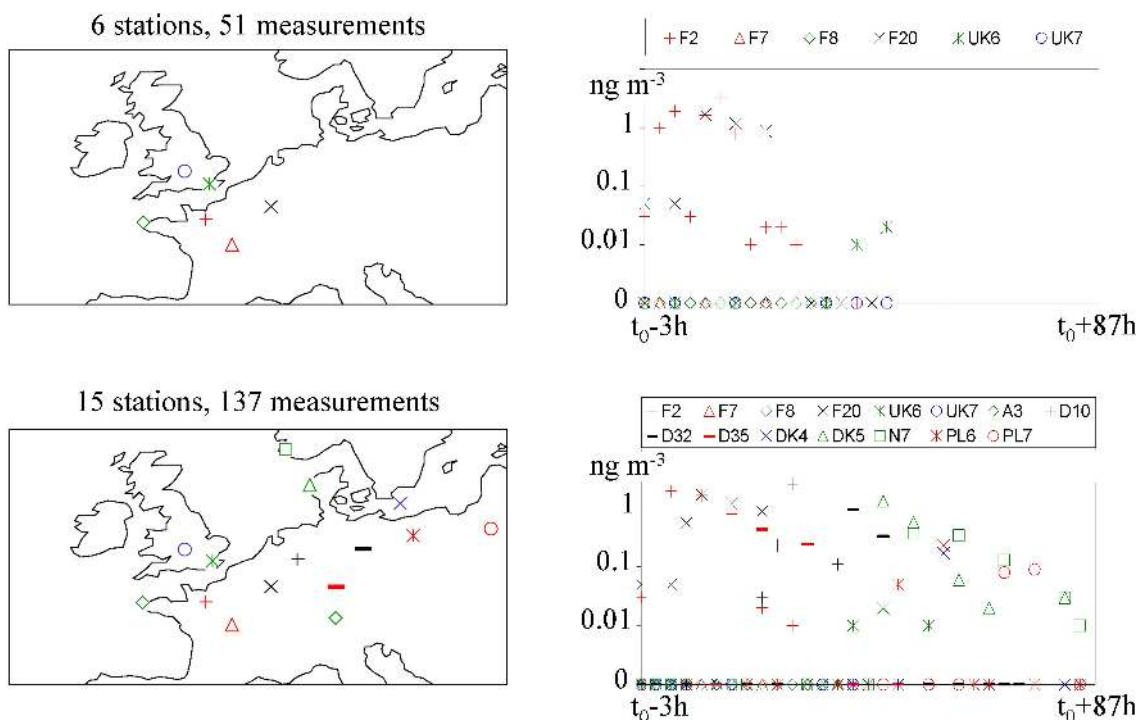 6 stations, 51 measurements
F2 F7 F8 F20 UK6 UK7
ng m-3
1
0.1
0.01
0
t0-3h t0+87h
15 stations, 137 measurements
F2 F7 F8 F20 UK6 UK7 A3 D10
D32 D35 DK4 DK5 N7 PL6 PL7
ng m-3
1
0.1
0.01
0
t0-3h t0+87h